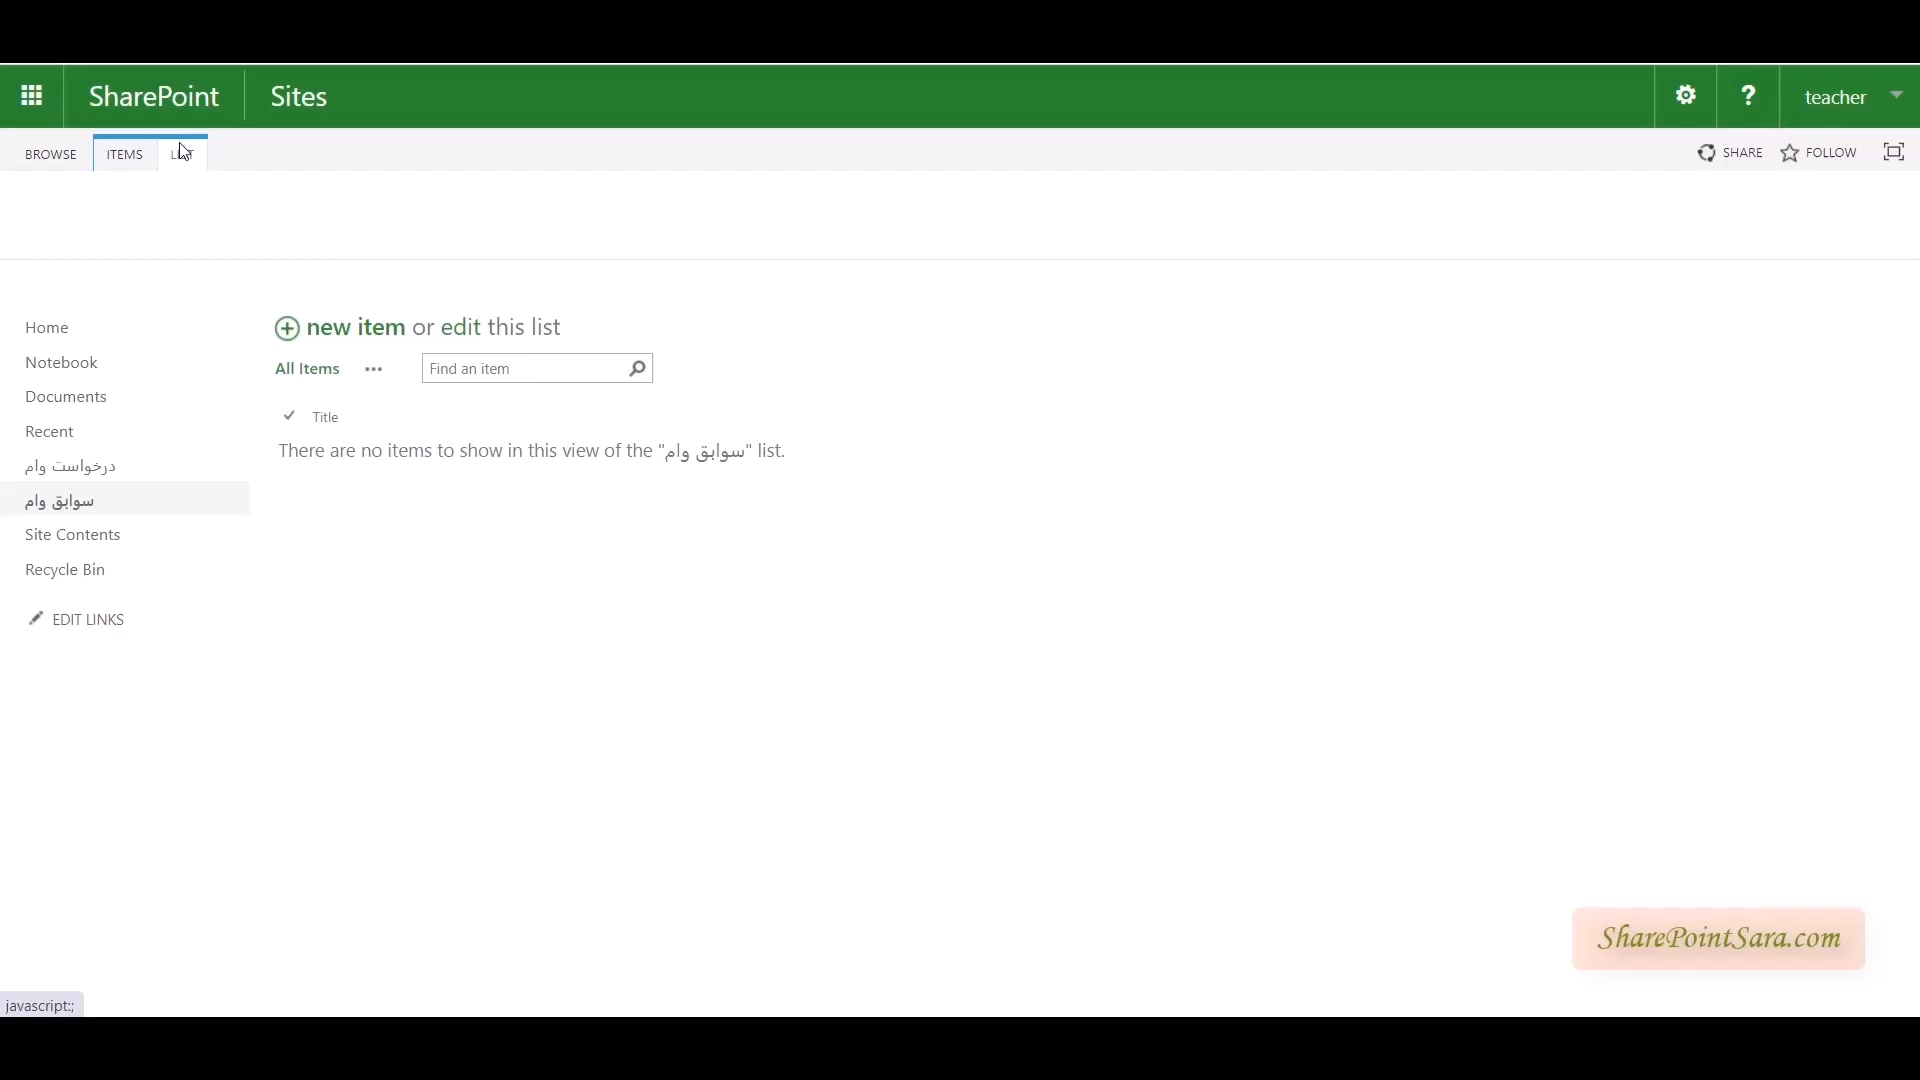 SharePoint Sites ? teacher
BROWSE ITEMS LIST SHARE FOLLOW
Home
Notebook
Documents
Recent
درخواست وام
سوابق وام
Site Contents
Recycle Bin
EDIT LINKS
new item or edit this list
All Items ••• Find an item
Title
There are no items to show in this view of the "سوابق وام" list.
SharePointSara.com
javascript:;